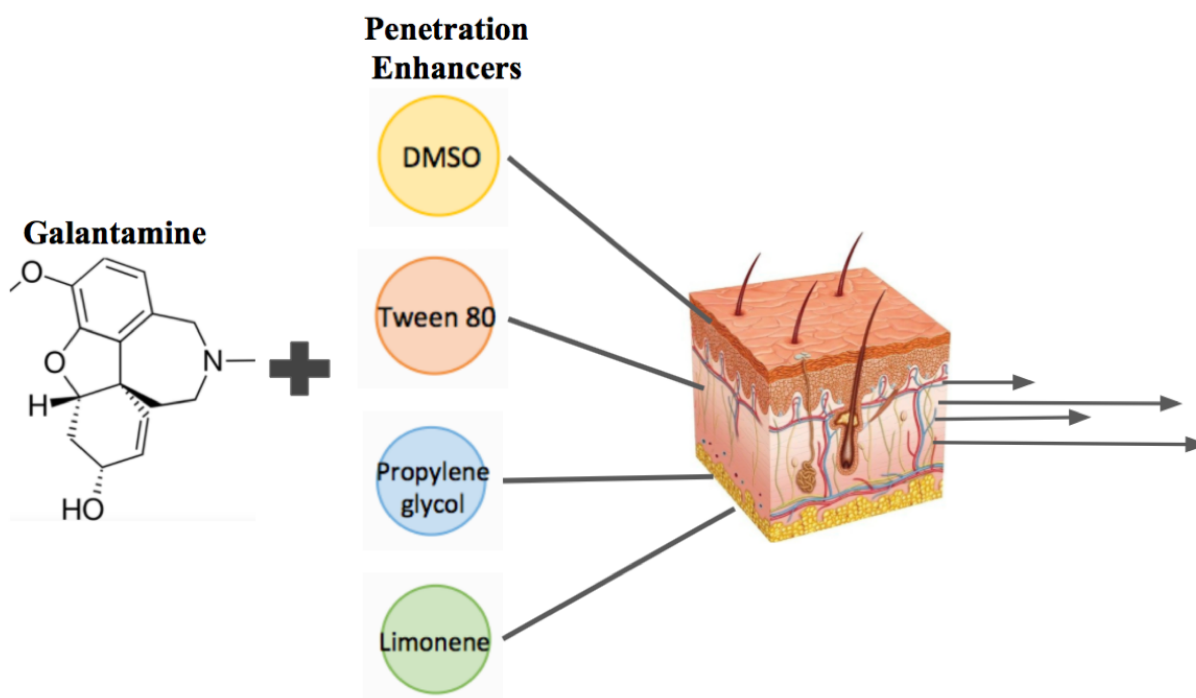 Penetration
Enhancers
DMSO
Galantamine
O
Tween 80
O
N
H
Propylene
glycol
HO
Limonene